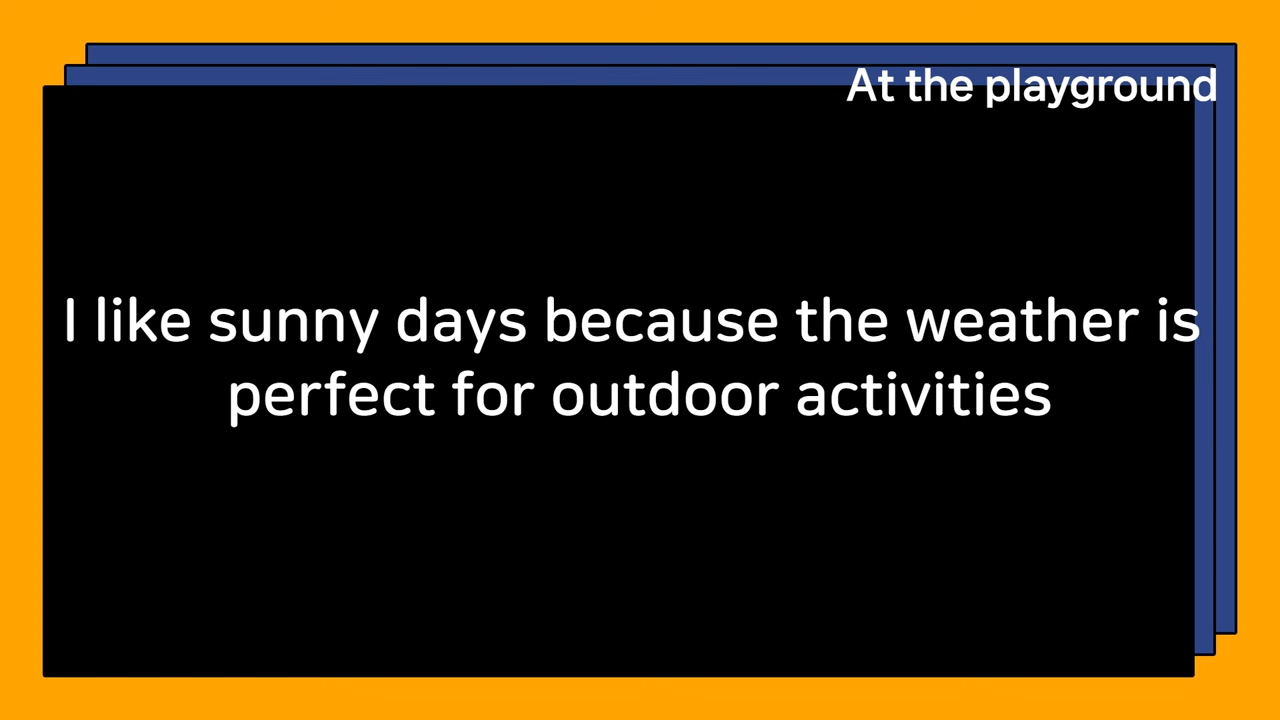 At the playground
I like sunny days because the weather is
perfect for outdoor activities